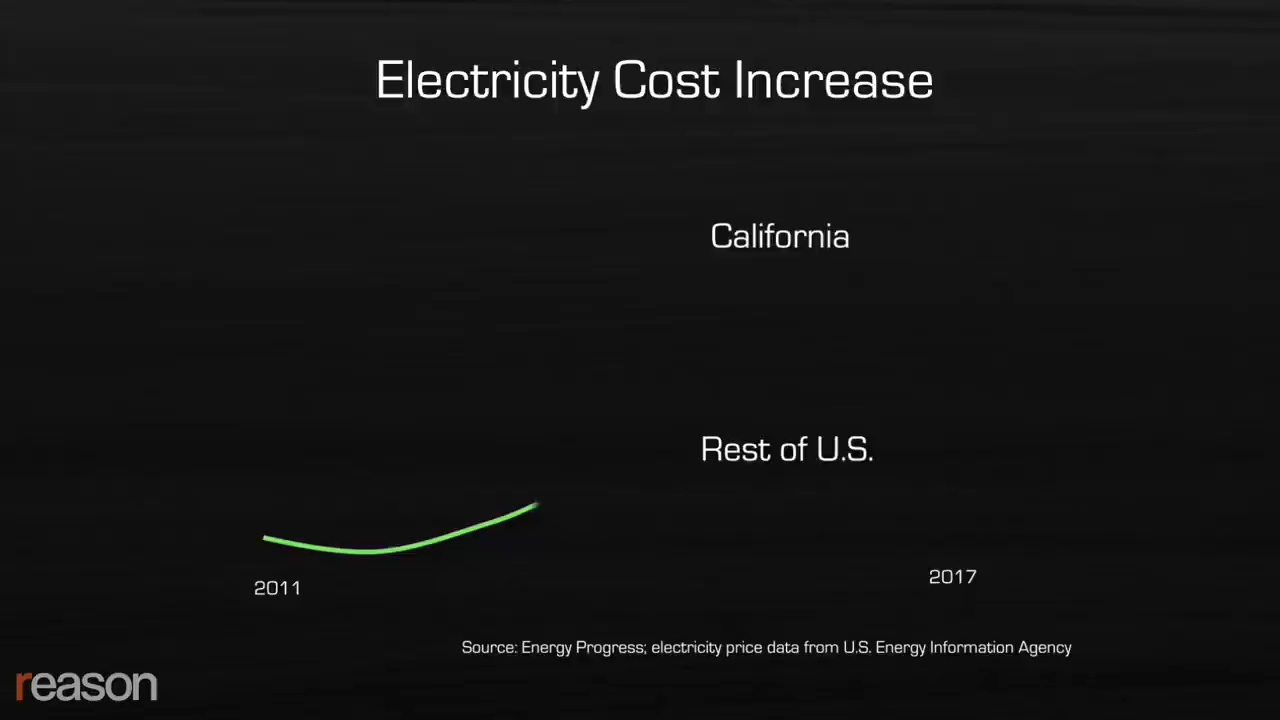 Electricity Cost Increase
California
Rest of U.S.
2011
2017
Source: Energy Progress; electricity price data from U.S. Energy Information Agency
reason